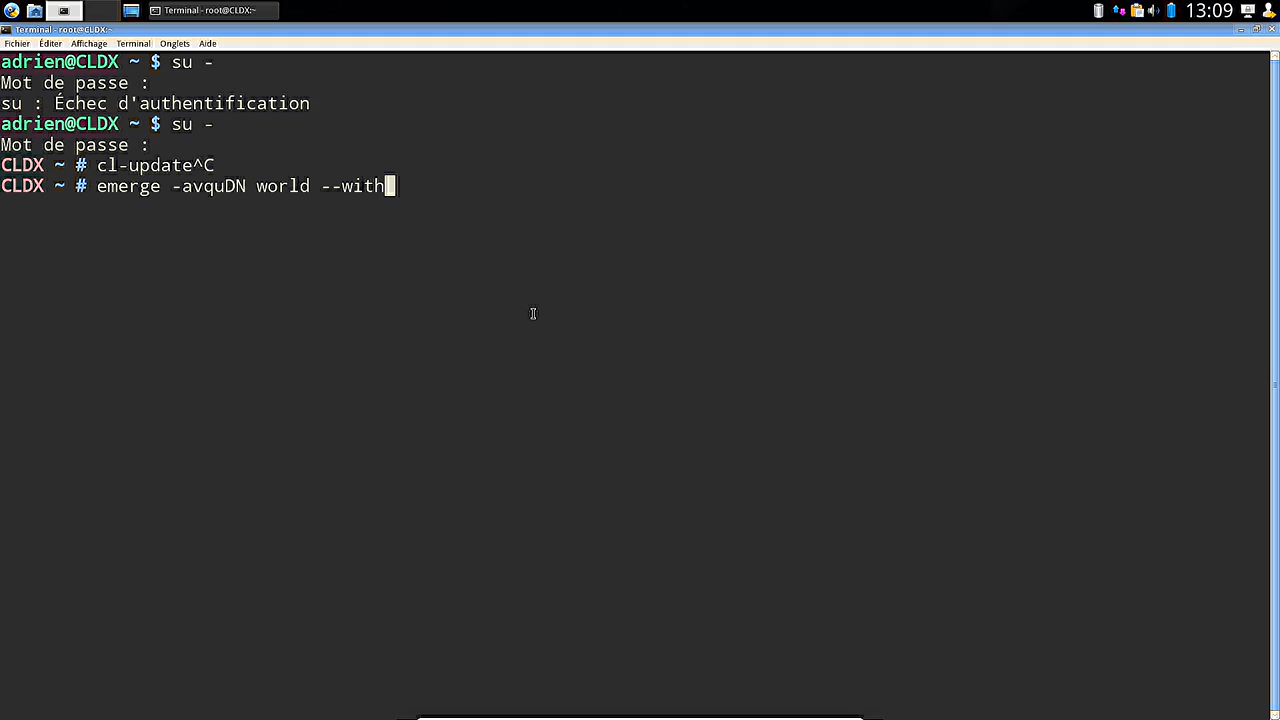 Terminal - root@CLDX:~
13:09
Terminal - root@CLDX:~
Fichier Éditer Affichage Terminal Onglets Aide
adrien@CLDX ~ $ su -
Mot de passe :
su : Échec d'authentification
adrien@CLDX ~ $ su -
Mot de passe :
CLDX ~ # cl-update^C
CLDX ~ # emerge -avquDN world --with